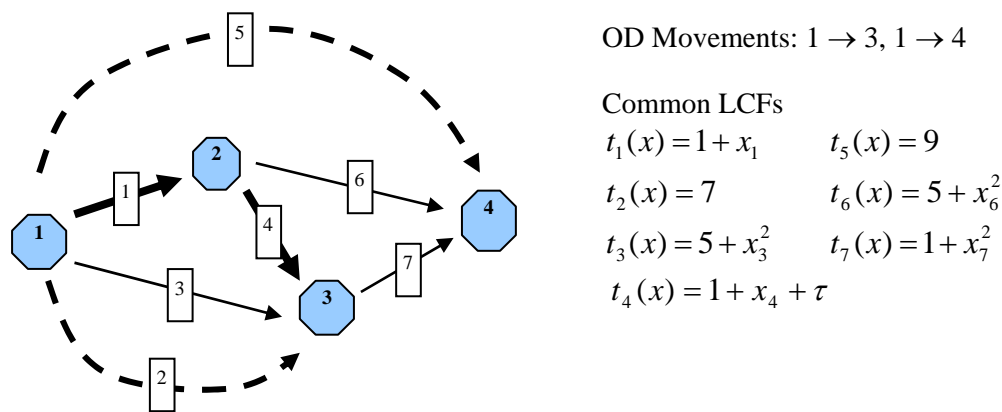 5
OD Movements: 1 → 3, 1 → 4
Common LCFs
t₁(x) = 1 + x₁ t₅(x) = 9
2
6
1
t₂(x) = 7 t₆(x) = 5 + x₆²
4
4
1
t₃(x) = 5 + x₃² t₇(x) = 1 + x₇²
7
3
3
t₄(x) = 1 + x₄ + τ
2